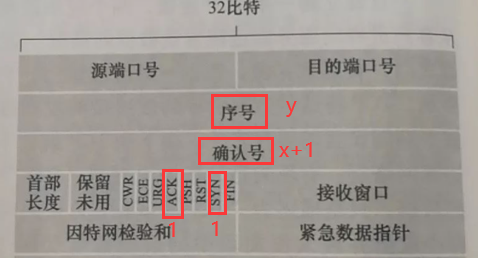 32比特
源端口号 目的端口号
序号 y
确认号 x+1
首部长度 保留未用 CWR ECE URG ACK PSH RST SYN FIN 接收窗口
1 1
因特网检验和 紧急数据指针